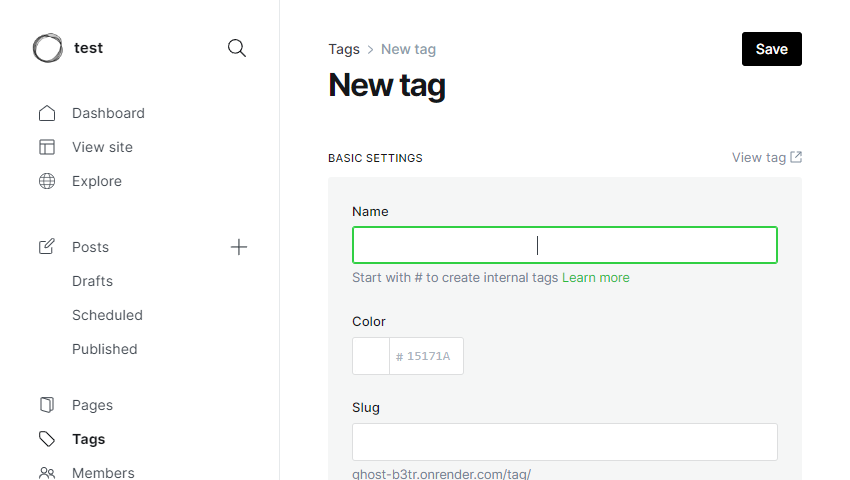 test
Dashboard
View site
Explore
Posts
Drafts
Scheduled
Published
Pages
Tags
Members
Tags > New tag
Save
New tag
BASIC SETTINGS
View tag
Name
Start with # to create internal tags Learn more
Color
# 15171A
Slug
ghost-b3tr.onrender.com/tag/